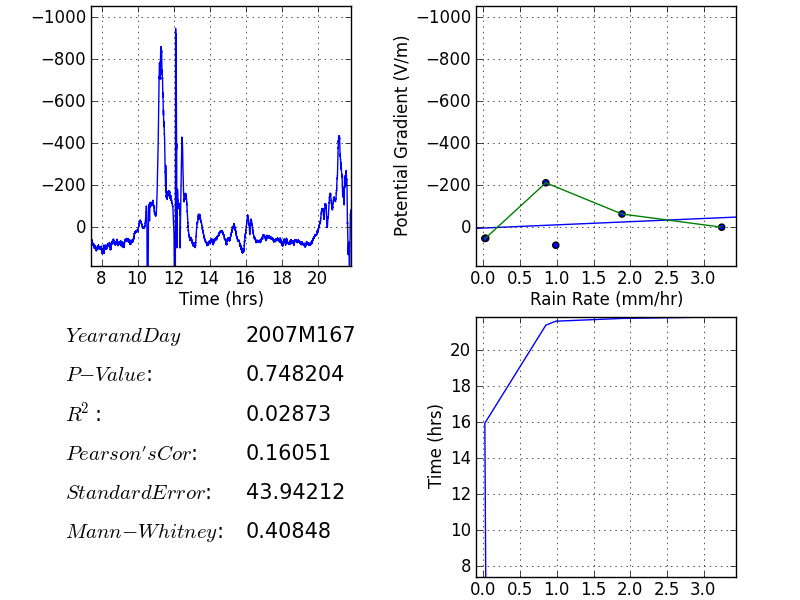 −1000
−800
−600
−400
−200
0
8 10 12 14 16 18 20
Time (hrs)
Potential Gradient (V/m)
−1000
−800
−600
−400
−200
0
0.0 0.5 1.0 1.5 2.0 2.5 3.0
Rain Rate (mm/hr)
YearandDay 2007M167
P−Value: 0.748204
R²: 0.02873
Pearson'sCor: 0.16051
StandardError: 43.94212
Mann−Whitney: 0.40848
Time (hrs)
20
18
16
14
12
10
8
0.0 0.5 1.0 1.5 2.0 2.5 3.0